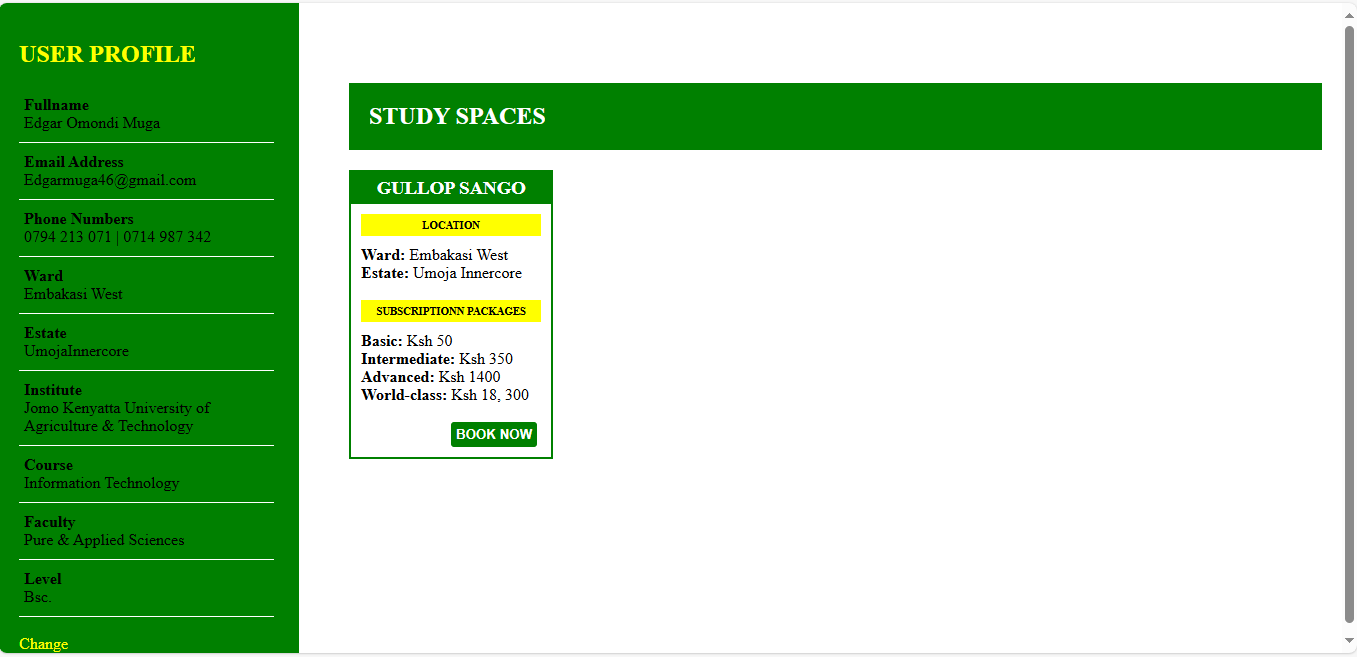 USER PROFILE
Fullname
Edgar Omondi Muga
Email Address
Edgarmuga46@gmail.com
Phone Numbers
0794 213 071 | 0714 987 342
Ward
Embakasi West
Estate
UmojaInnercore
Institute
Jomo Kenyatta University of
Agriculture & Technology
Course
Information Technology
Faculty
Pure & Applied Sciences
Level
Bsc.
Change
STUDY SPACES
GULLOP SANGO
LOCATION
Ward: Embakasi West
Estate: Umoja Innercore
SUBSCRIPTIONN PACKAGES
Basic: Ksh 50
Intermediate: Ksh 350
Advanced: Ksh 1400
World-class: Ksh 18, 300
BOOK NOW